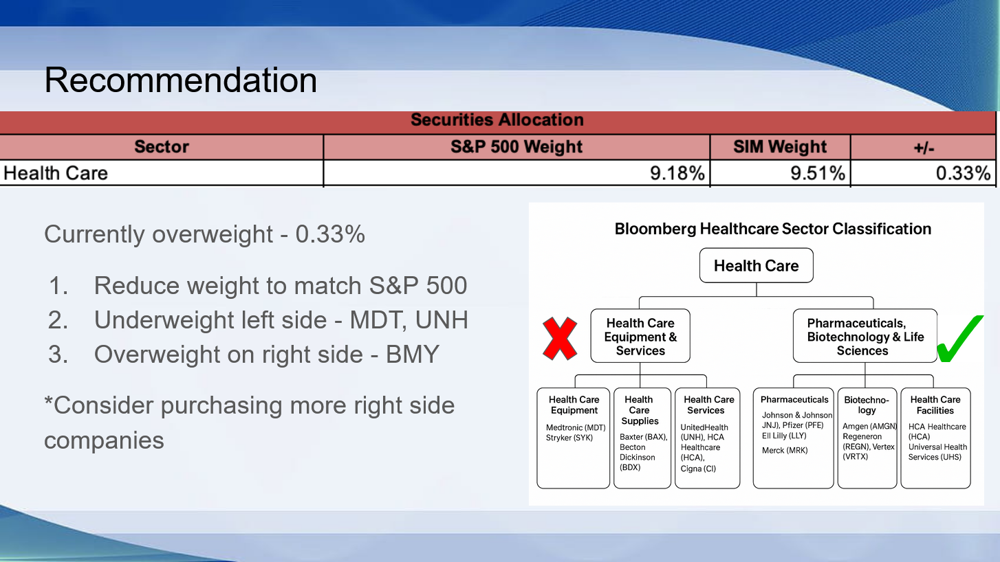 Recommendation
Securities Allocation
Sector S&P 500 Weight SIM Weight +/-
Health Care 9.18% 9.51% 0.33%
Currently overweight - 0.33%
1. Reduce weight to match S&P 500
2. Underweight left side - MDT, UNH
3. Overweight on right side - BMY
*Consider purchasing more right side
companies
Bloomberg Healthcare Sector Classification
Health Care
Health Care
Equipment &
Services
Pharmaceuticals,
Biotechnology & Life
Sciences
Health Care
Equipment
Medtronic (MDT)
Stryker (SYK)
Health
Care
Supplies
Baxter (BAX),
Becton
Dickinson
(BDX)
Health Care
Services
UnitedHealth
(UNH), HCA
Healthcare
(HCA),
Cigna (CI)
Pharmaceuticals
Johnson & Johnson
JNJ), Pfizer (PFE)
Ell Lilly (LLY)
Merck (MRK)
Biotechno-
logy
Amgen (AMGN)
Regeneron
(REGN), Vertex
(VRTX)
Health Care
Facilities
HCA Healthcare
(HCA)
Universal Health
Services (UHS)